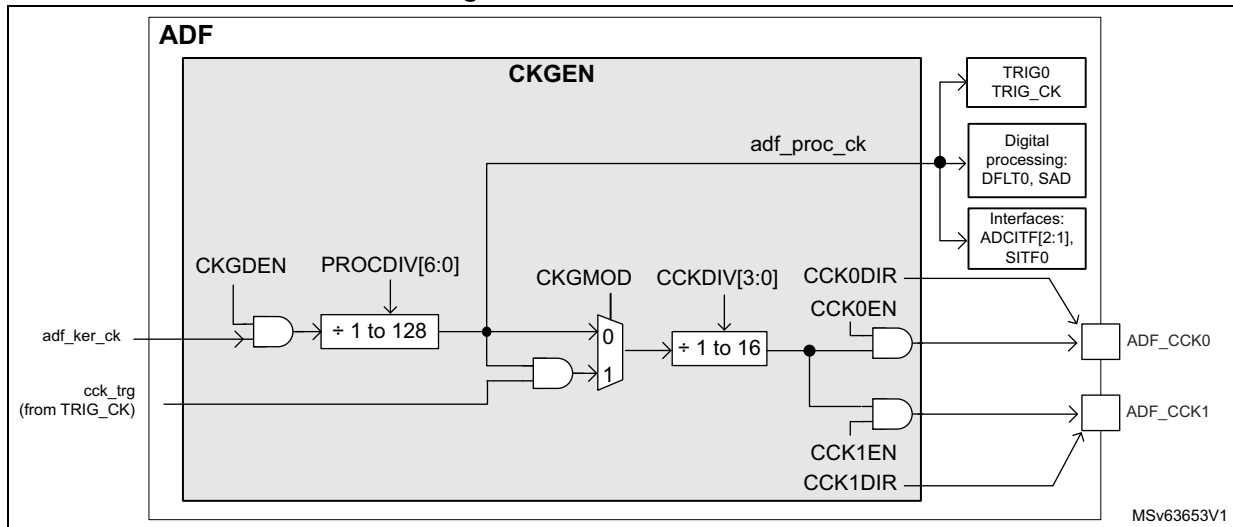 ADF
CKGEN
TRIG0
TRIG_CK
adf_proc_ck
Digital
processing:
DFLT0, SAD
Interfaces:
ADCITF[2:1],
SITF0
CKGDEN
PROCDIV[6:0]
CKGMOD
CCKDIV[3:0]
CCK0DIR
CCK0EN
adf_ker_ck
÷ 1 to 128
0
1
÷ 1 to 16
ADF_CCK0
cck_trg
(from TRIG_CK)
ADF_CCK1
CCK1EN
CCK1DIR
MSv63653V1